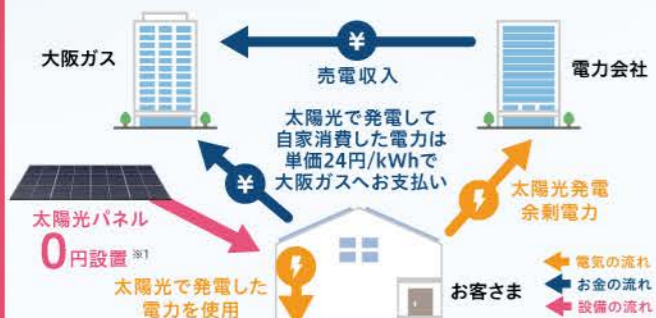 大阪ガス
¥
売電収入
電力会社
太陽光で発電して
自家消費した電力は
単価24円/kWhで
大阪ガスへお支払い
¥
太陽光パネル
0円設置 ※1
太陽光発電
余剰電力
太陽光で発電した
電力を使用
お客さま
電気の流れ
お金の流れ
設備の流れ